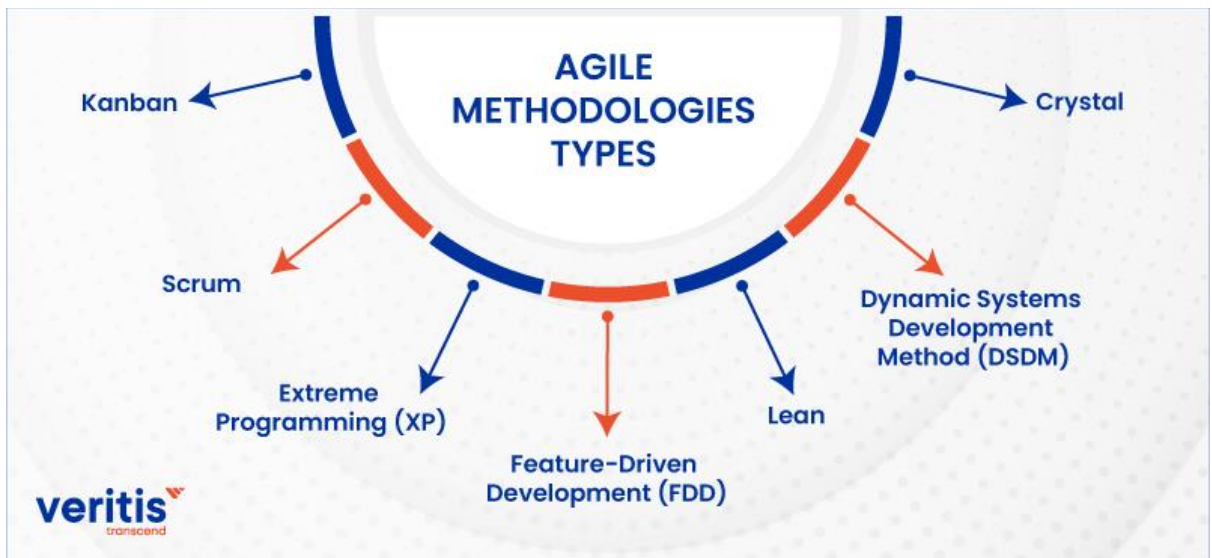 AGILE
METHODOLOGIES
TYPES
Kanban
Crystal
Scrum
Dynamic Systems
Development
Method (DSDM)
Extreme
Programming (XP)
Lean
Feature-Driven
Development (FDD)
veritis
transcend